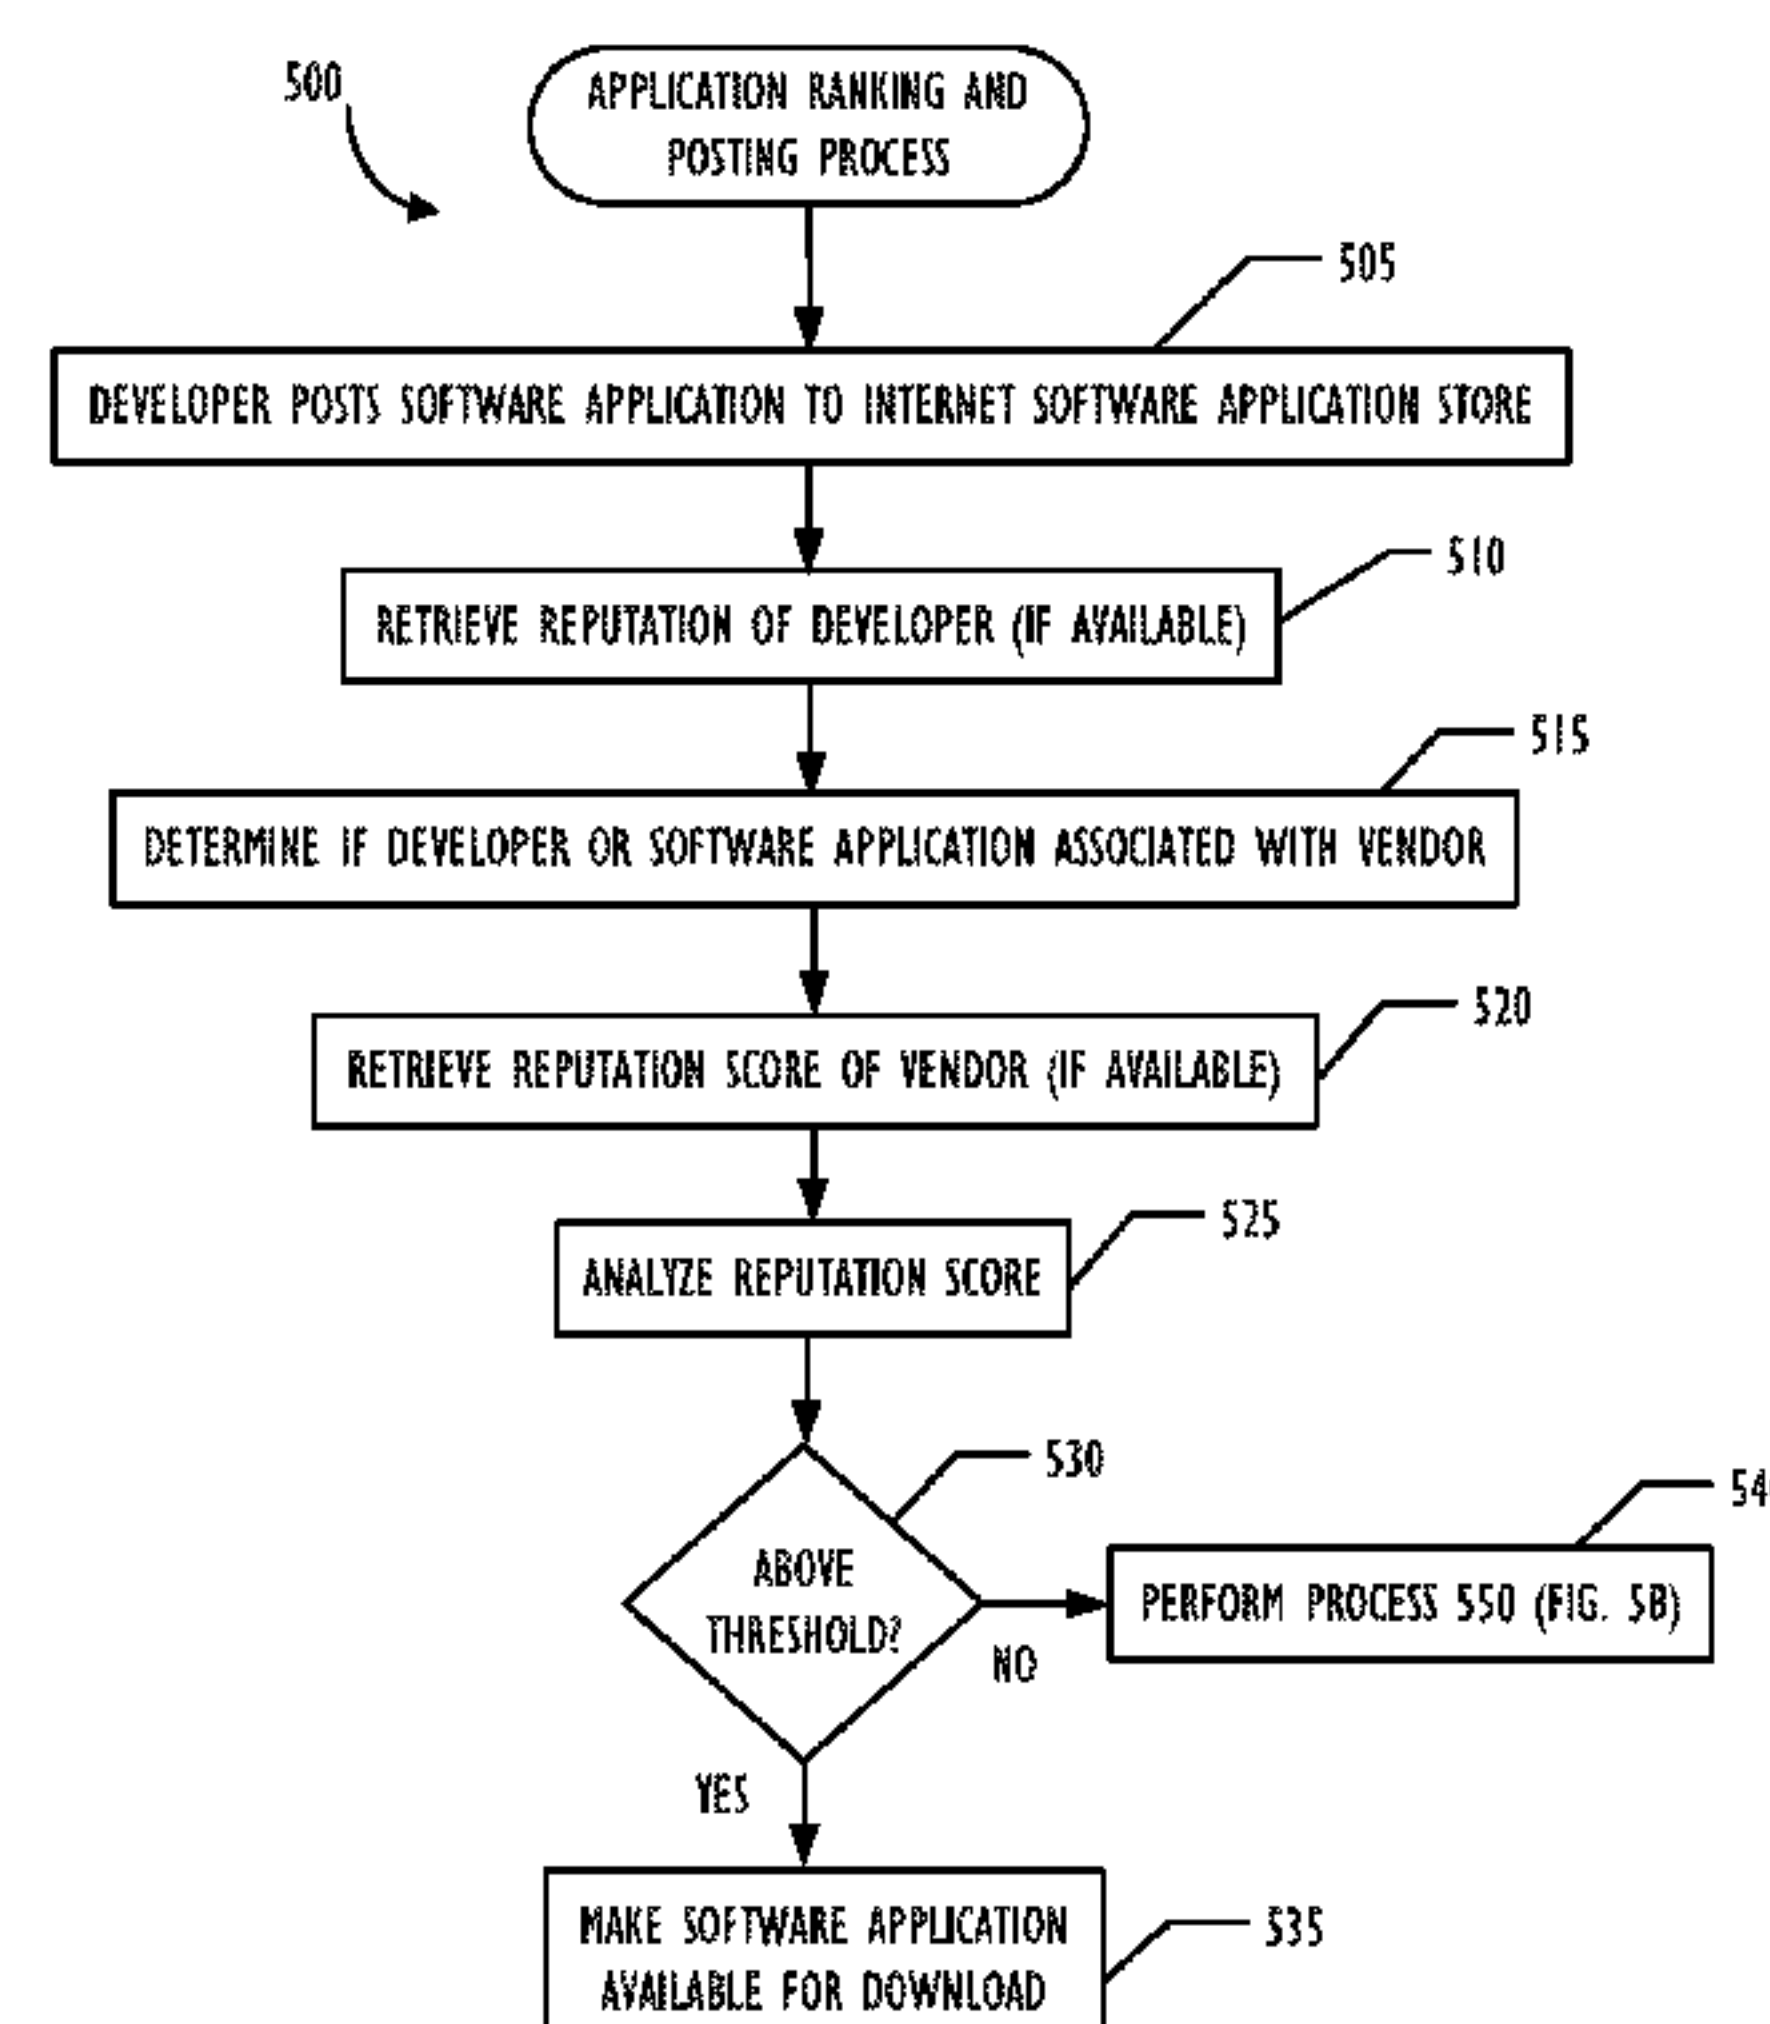 500
APPLICATION RANKING AND
POSTING PROCESS
505
DEVELOPER POSTS SOFTWARE APPLICATION TO INTERNET SOFTWARE APPLICATION STORE
510
RETRIEVE REPUTATION OF DEVELOPER (IF AVAILABLE)
515
DETERMINE IF DEVELOPER OR SOFTWARE APPLICATION ASSOCIATED WITH VENDOR
520
RETRIEVE REPUTATION SCORE OF VENDOR (IF AVAILABLE)
525
ANALYZE REPUTATION SCORE
530
ABOVE
THRESHOLD?
NO
PERFORM PROCESS 550 (FIG. 5B)
YES
MAKE SOFTWARE APPLICATION
AVAILABLE FOR DOWNLOAD
535